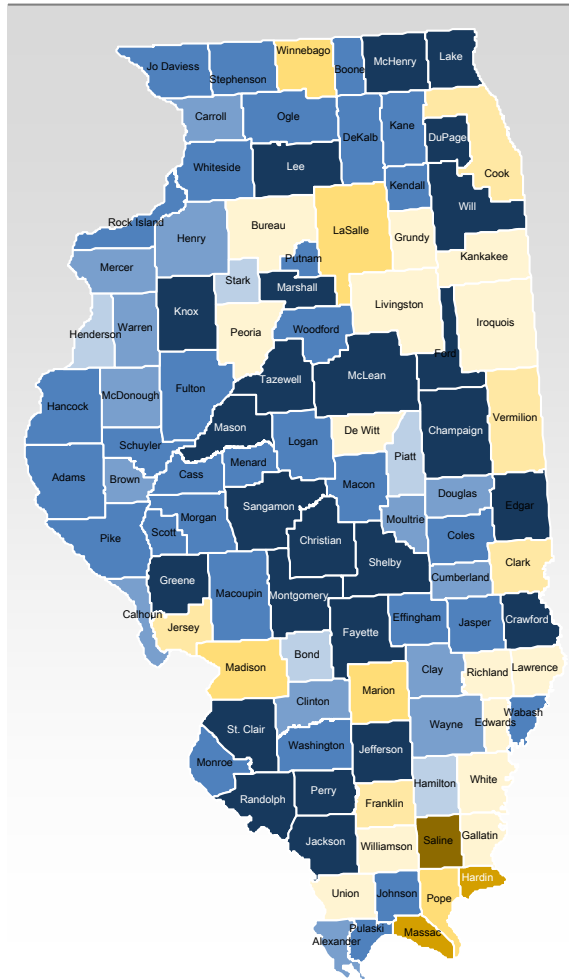 Jo Daviess
Stephenson
Winnebago
Boone
McHenry
Lake
Carroll
Ogle
DeKalb
Kane
DuPage
Cook
Whiteside
Lee
Kendall
Will
Rock Island
Henry
Bureau
LaSalle
Grundy
Kankakee
Mercer
Putnam
Stark
Marshall
Livingston
Iroquois
Henderson
Warren
Knox
Peoria
Woodford
Ford
Hancock
McDonough
Fulton
Tazewell
McLean
Vermilion
Mason
De Witt
Champaign
Schuyler
Logan
Piatt
Adams
Brown
Cass
Menard
Macon
Douglas
Edgar
Sangamon
Pike
Scott
Morgan
Christian
Moultrie
Coles
Shelby
Clark
Greene
Macoupin
Montgomery
Cumberland
Calhoun
Jersey
Fayette
Effingham
Jasper
Crawford
Madison
Bond
Clay
Richland
Lawrence
Marion
Clinton
St. Clair
Wayne
Edwards
Wabash
Monroe
Washington
Jefferson
Hamilton
White
Randolph
Perry
Franklin
Jackson
Williamson
Saline
Gallatin
Union
Johnson
Pope
Hardin
Alexander
Pulaski
Massac